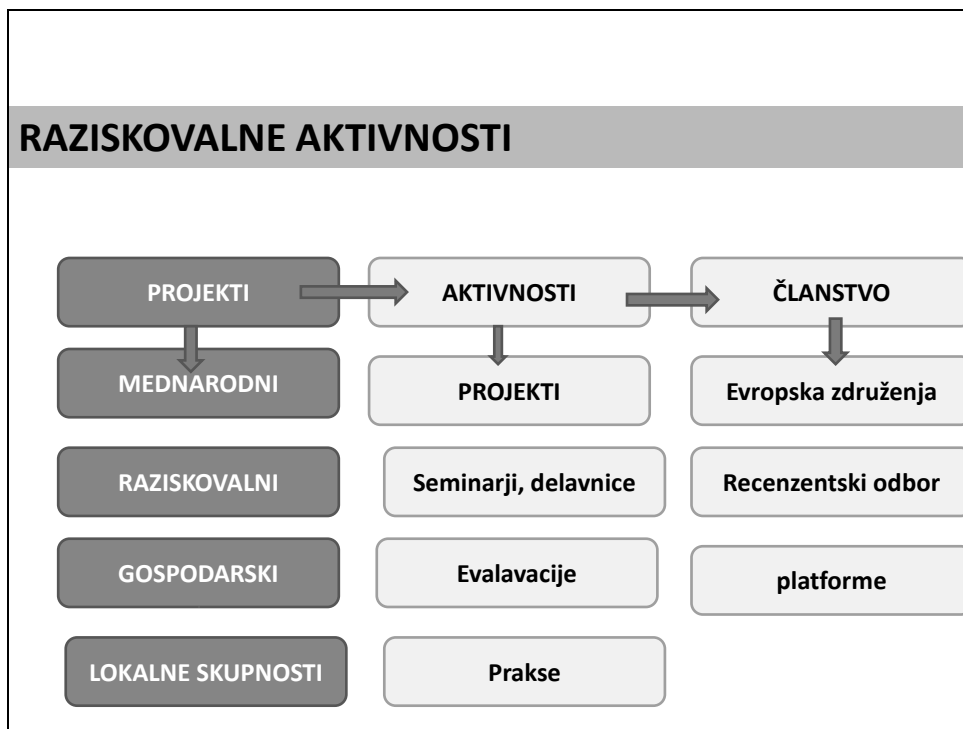 RAZISKOVALNE AKTIVNOSTI
PROJEKTI
AKTIVNOSTI
ČLANSTVO
MEDNARODNI
PROJEKTI
Evropska združenja
RAZISKOVALNI
Seminarji, delavnice
Recenzentski odbor
GOSPODARSKI
Evalavacije
platforme
LOKALNE SKUPNOSTI
Prakse